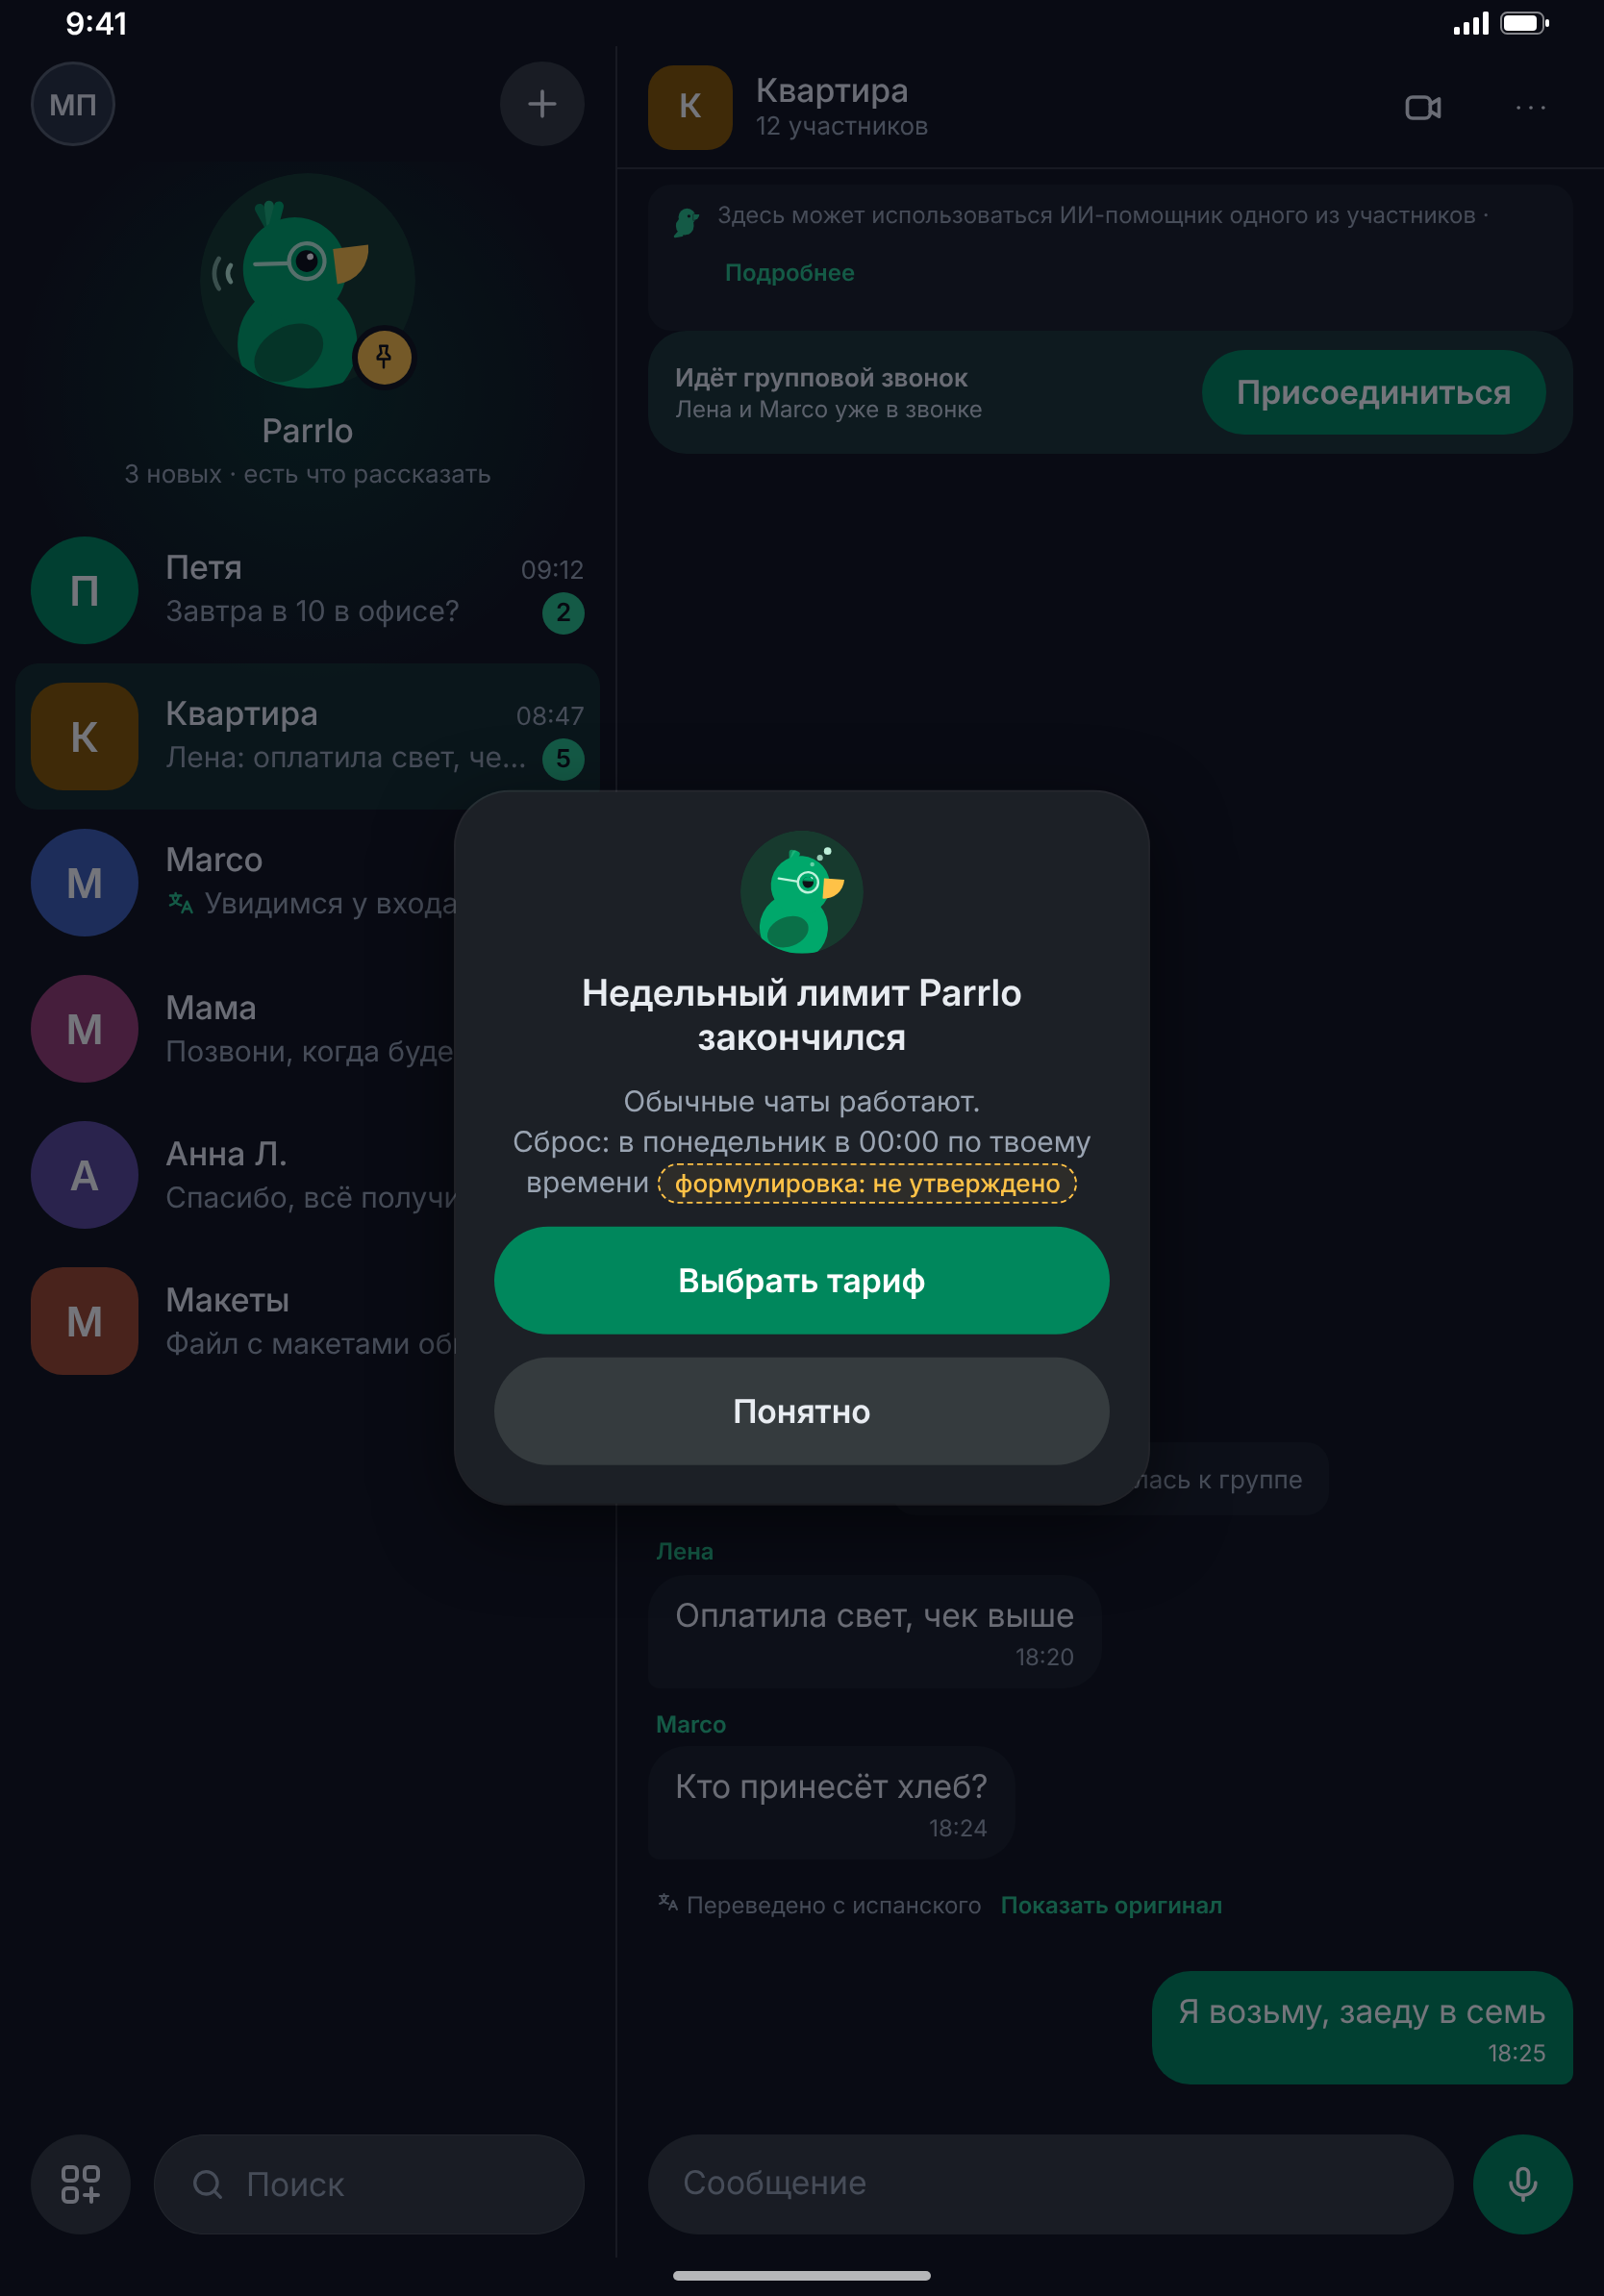 9:41
МП
Parrlo
3 новых · есть что рассказать
П
Петя
09:12
Завтра в 10 в офисе?
2
К
Квартира
08:47
Лена: оплатила свет, че...
5
М
Marco
Увидимся у входа
М
Мама
Позвони, когда буде
А
Анна Л.
Спасибо, всё получи
М
Макеты
Файл с макетами
Поиск
К
Квартира
12 участников
Здесь может использоваться ИИ-помощник одного из участников ·
Подробнее
Идёт групповой звонок
Лена и Marco уже в звонке
Присоединиться
Недельный лимит Parrlo
закончился
Обычные чаты работают.
Сброс: в понедельник в 00:00 по твоему
времени формулировка: не утверждено
Выбрать тариф
Понятно
лась к группе
Лена
Оплатила свет, чек выше
18:20
Marco
Кто принесёт хлеб?
18:24
Переведено с испанского Показать оригинал
Я возьму, заеду в семь
18:25
Сообщение